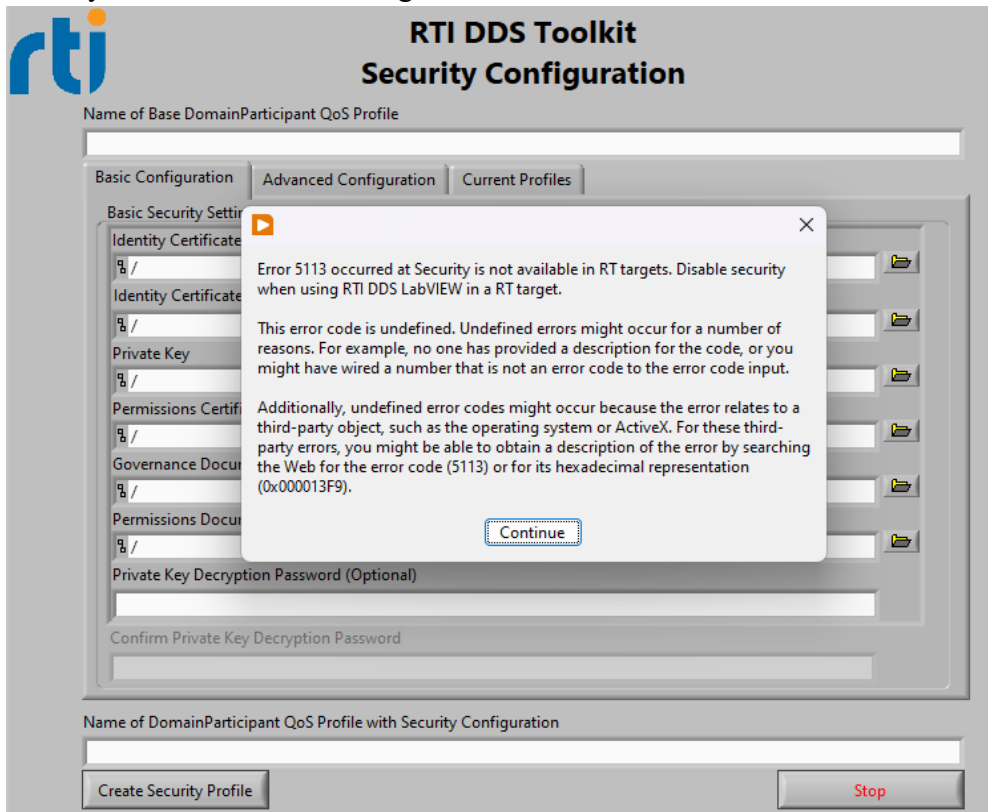 rti
RTI DDS Toolkit
Security Configuration
Name of Base DomainParticipant QoS Profile
Basic Configuration
Advanced Configuration
Current Profiles
Basic Security Settin
Identity Certificate
/
Identity Certificate
/
Private Key
/
Permissions Certifi
/
Governance Docu
/
Permissions Docu
/
Private Key Decryption Password (Optional)
Confirm Private Key Decryption Password
Error 5113 occurred at Security is not available in RT targets. Disable security
when using RTI DDS LabVIEW in a RT target.
This error code is undefined. Undefined errors might occur for a number of
reasons. For example, no one has provided a description for the code, or you
might have wired a number that is not an error code to the error code input.
Additionally, undefined error codes might occur because the error relates to a
third-party object, such as the operating system or ActiveX. For these third-
party errors, you might be able to obtain a description of the error by searching
the Web for the error code (5113) or for its hexadecimal representation
(0x000013F9).
Continue
Name of DomainParticipant QoS Profile with Security Configuration
Create Security Profile
Stop